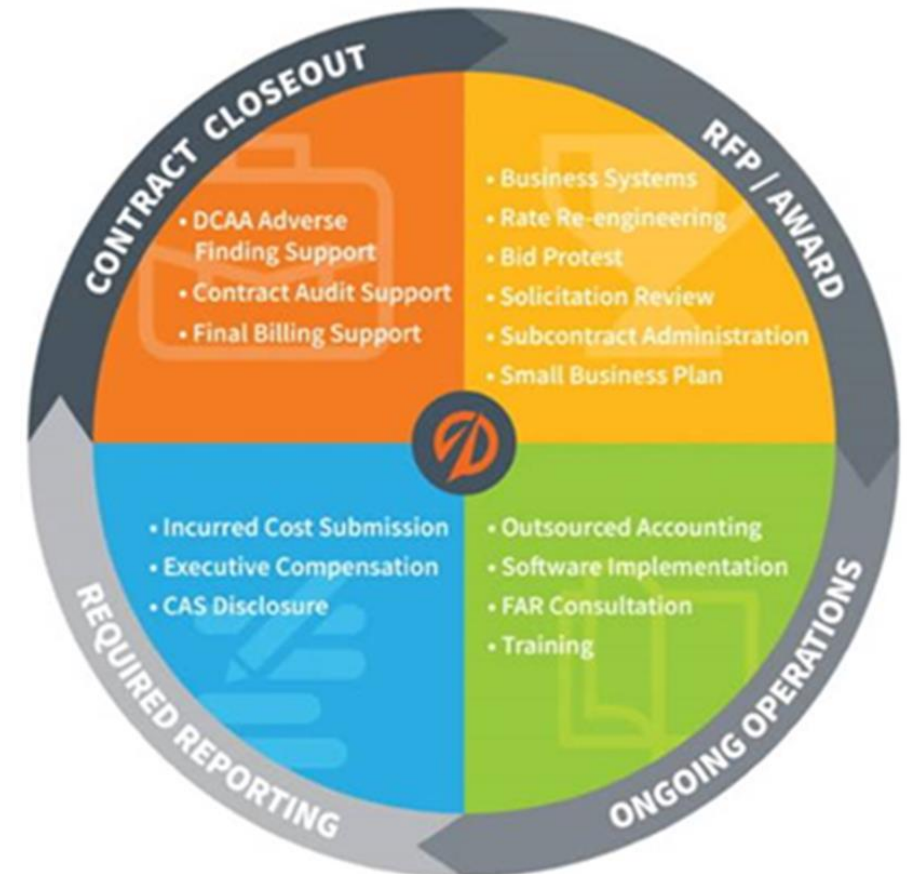 CONTRACT CLOSEOUT
• DCAA Adverse
Finding Support
• Contract Audit Support
• Final Billing Support
RFP / AWARD
• Business Systems
• Rate Re-engineering
• Bid Protest
• Solicitation Review
• Subcontract Administration
• Small Business Plan
REQUIRED REPORTING
• Incurred Cost Submission
• Executive Compensation
• CAS Disclosure
ONGOING OPERATIONS
• Outsourced Accounting
• Software Implementation
• FAR Consultation
• Training